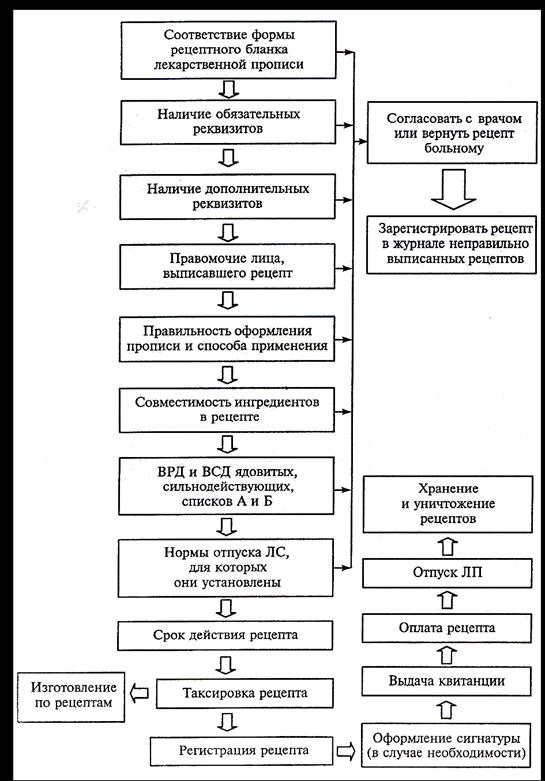 Соответствие формы
рецептного бланка
лекарственной прописи
Наличие обязательных
реквизитов
Наличие дополнительных
реквизитов
Правомочие лица,
выписавшего рецепт
Правильность оформления
прописи и способа применения
Совместимость ингредиентов
в рецепте
ВРД и ВСД ядовитых,
сильнодействующих,
списков А и Б
Нормы отпуска ЛС,
для которых
они установлены
Срок действия рецепта
Таксировка рецепта
Изготовление
по рецептам
Регистрация рецепта
Оформление сигнатуры
(в случае необходимости)
Выдача квитанции
Оплата рецепта
Отпуск ЛП
Хранение
и уничтожение
рецептов
Согласовать с врачом
или вернуть рецепт
больному
Зарегистрировать рецепт
в журнале неправильно
выписанных рецептов